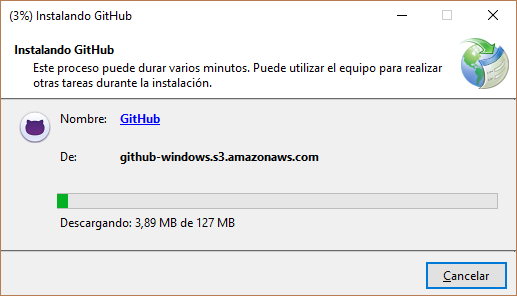 (3%) Instalando GitHub
Instalando GitHub
Este proceso puede durar varios minutos. Puede utilizar el equipo para realizar
otras tareas durante la instalación.
Nombre: GitHub
De: github-windows.s3.amazonaws.com
Descargando: 3,89 MB de 127 MB
Cancelar